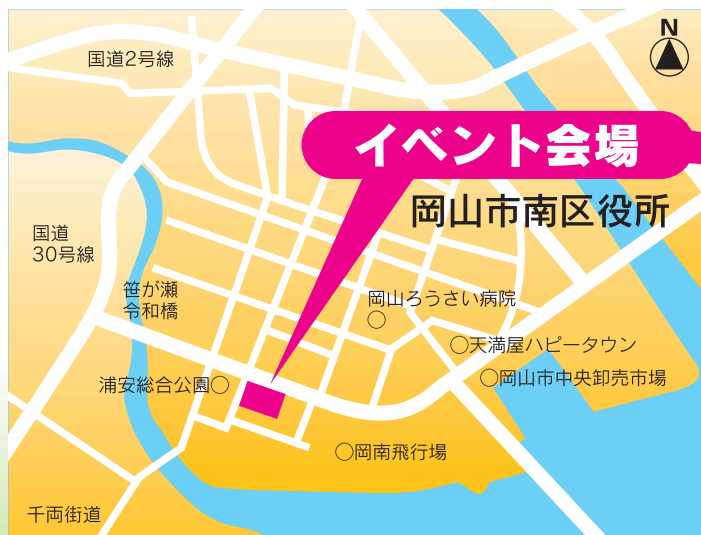 国道2号線
N
イベント会場
岡山市南区役所
国道
30号線
笹が瀬
令和橋
岡山ろうさい病院
天満屋ハピータウン
岡山市中央卸売市場
浦安総合公園
岡南飛行場
千両街道